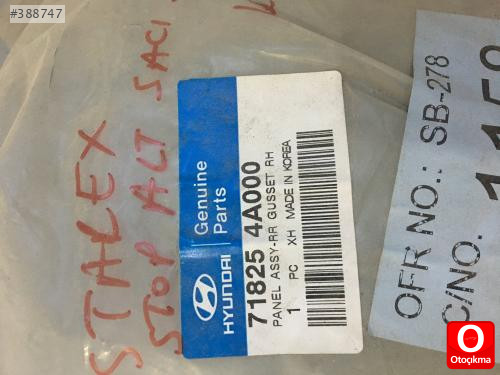 #388747
STAREX
STOP ALT SACI
HYUNDAI
Genuine
Parts
71825 4A000
PANEL ASSY-RR GUSSET RH
1 PC XH MADE IN KOREA
OFR NO.: SB-278
C/NO.
O
Otoçıkma